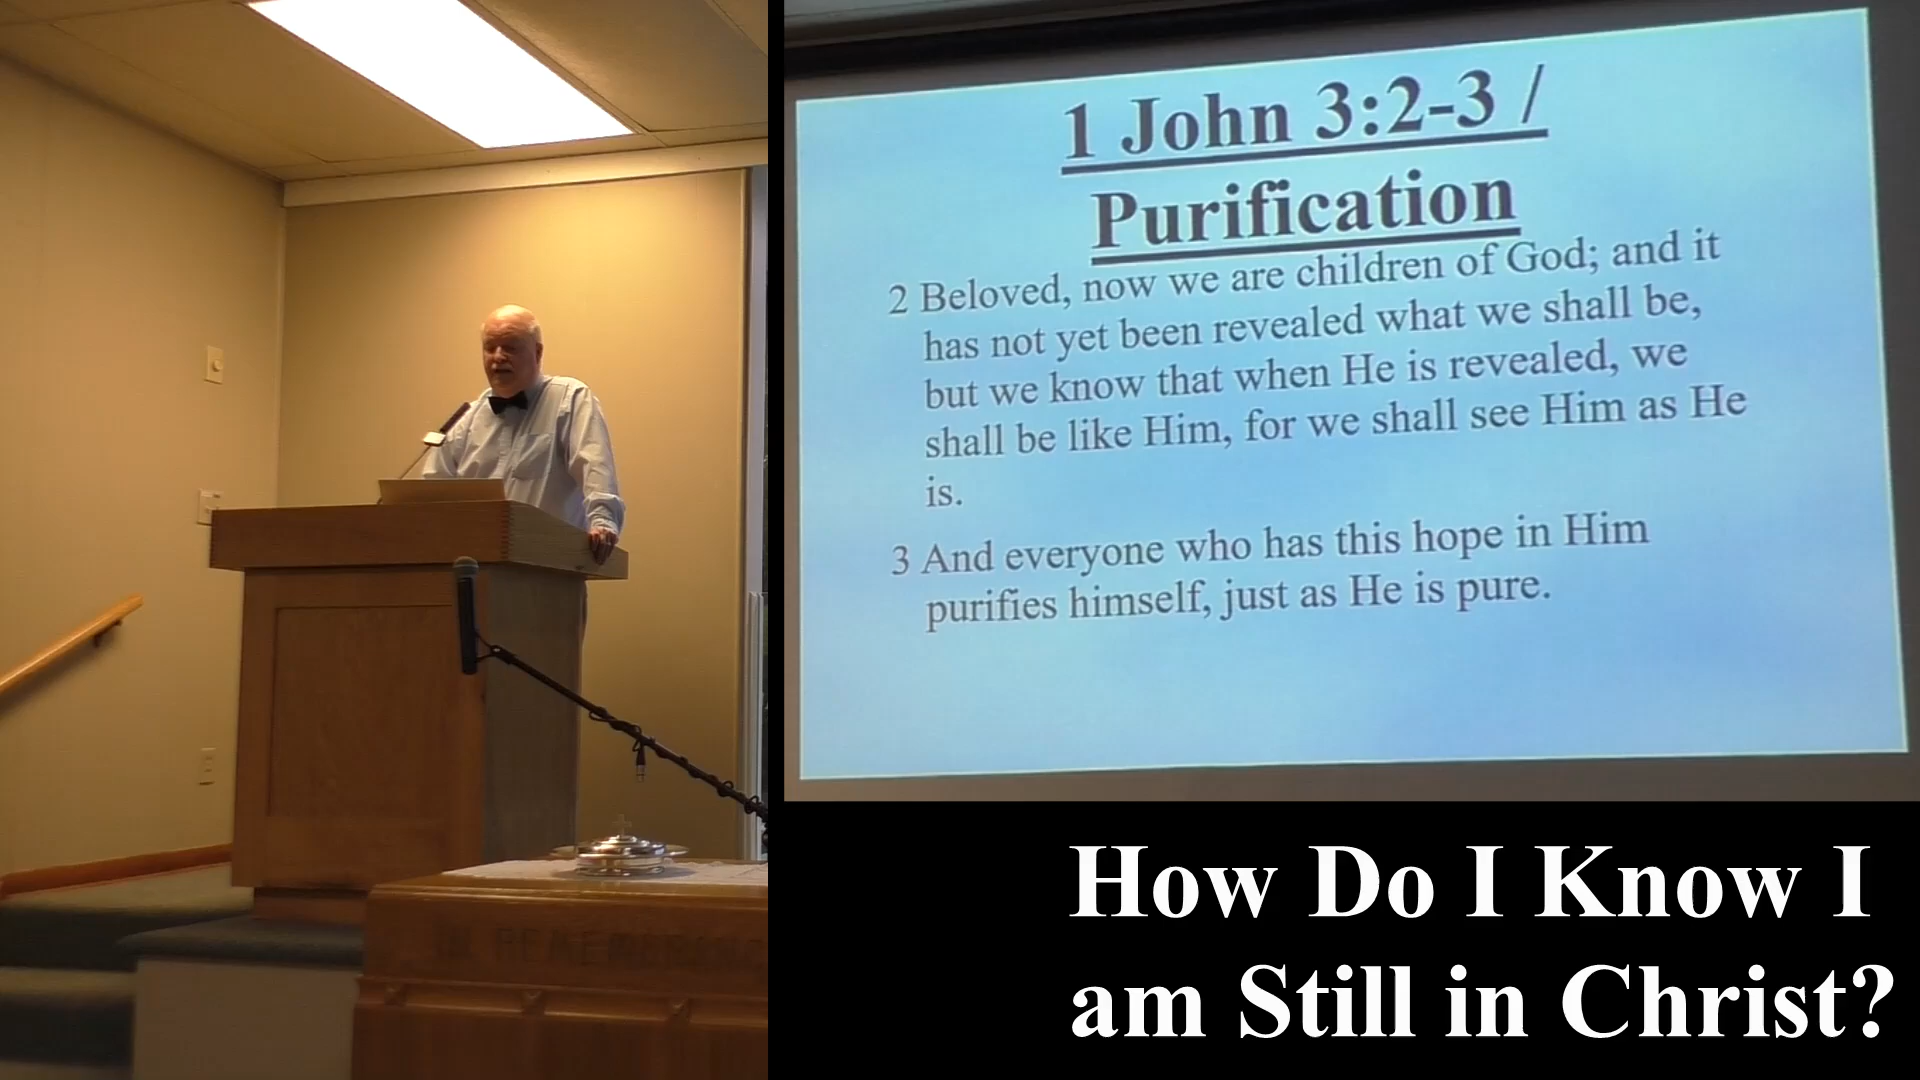 1 John 3:2-3 /
Purification
2 Beloved, now we are children of God; and it
has not yet been revealed what we shall be,
but we know that when He is revealed, we
shall be like Him, for we shall see Him as He
is.
3 And everyone who has this hope in Him
purifies himself, just as He is pure.
IN REMEMBRANC
How Do I Know I
am Still in Christ?